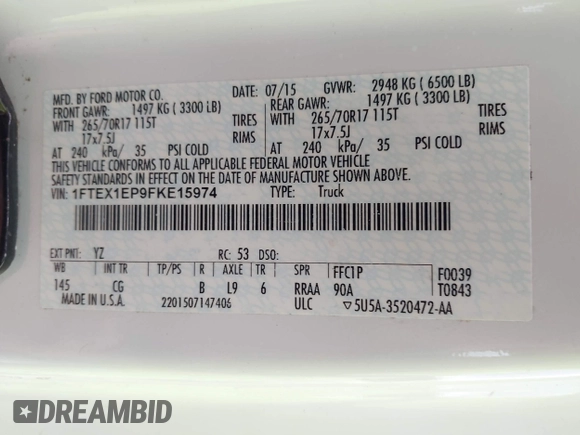 MFD. BY FORD MOTOR CO. DATE: 07/15 GVWR: 2948 KG ( 6500 LB)
FRONT GAWR: REAR GAWR:
1497 KG ( 3300 LB) 1497 KG ( 3300 LB)
WITH 265/70R17 115T TIRES WITH 265/70R17 115T TIRES
17x7.5J RIMS 17x7.5J RIMS
AT 240 kPa/ 35 PSI COLD AT 240 kPa/ 35 PSI COLD
THIS VEHICLE CONFORMS TO ALL APPLICABLE FEDERAL MOTOR VEHICLE
SAFETY STANDARDS IN EFFECT ON THE DATE OF MANUFACTURE SHOWN ABOVE.
VIN: 1FTEX1EP9FKE15974 TYPE: Truck
EXT PNT: YZ RC: 53 DSO:
WB INT TR TP/PS R AXLE TR SPR FFC1P F0039
145 CG B L9 6 RRAA 90A T0843
MADE IN U.S.A. 2201507147406 ULC ▽5U5A-3520472-AA
DREAMBID